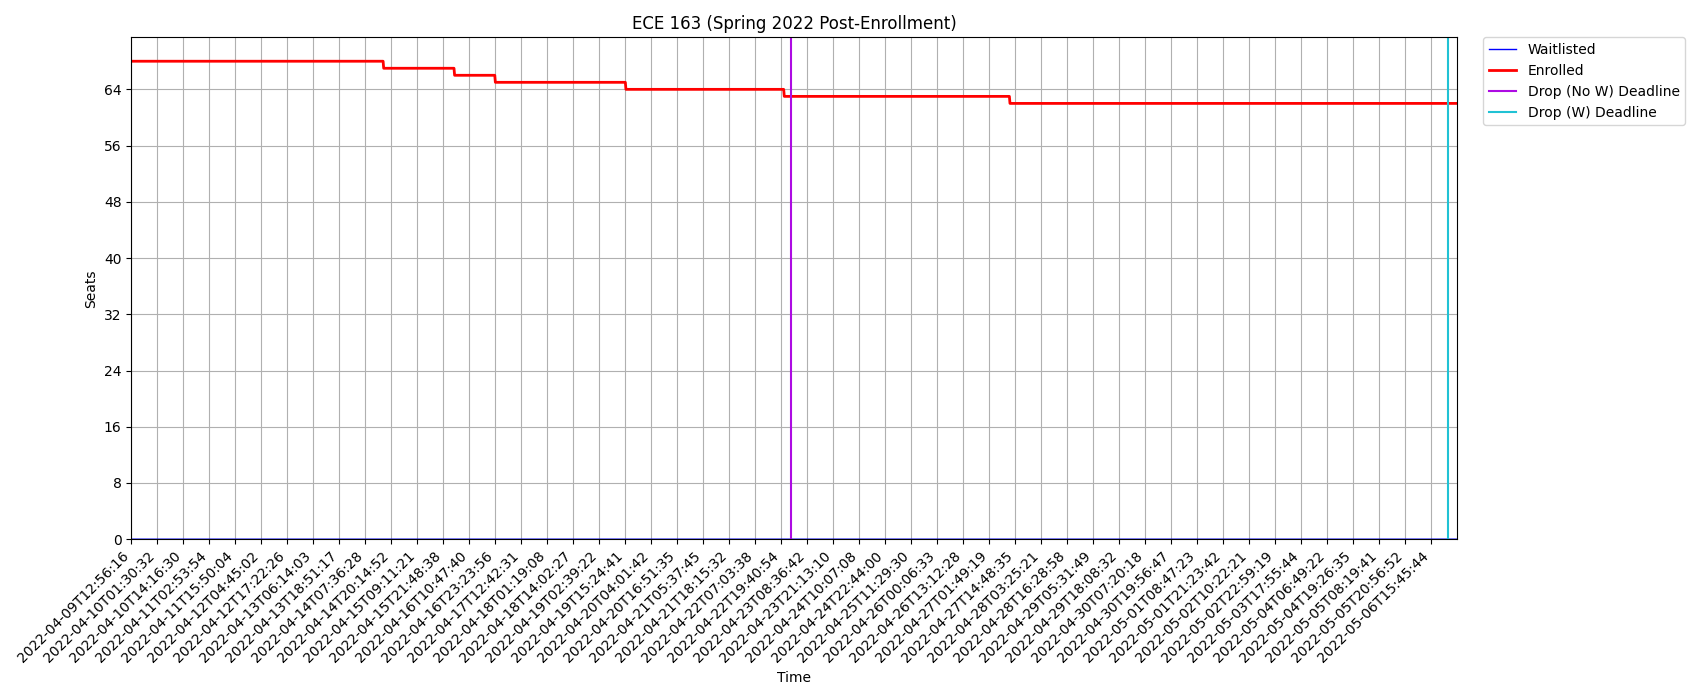 ECE 163 (Spring 2022 Post-Enrollment)
Waitlisted
Enrolled
Drop (No W) Deadline
Drop (W) Deadline
Seats
64
56
48
40
32
24
16
8
0
2022-04-09T12:56:16
2022-04-10T01:30:32
2022-04-10T14:16:30
2022-04-11T02:53:54
2022-04-11T15:50:04
2022-04-12T04:45:02
2022-04-12T17:22:26
2022-04-13T06:14:03
2022-04-13T18:51:17
2022-04-14T07:36:28
2022-04-14T20:14:52
2022-04-15T09:11:21
2022-04-15T21:48:38
2022-04-16T10:47:40
2022-04-16T23:23:56
2022-04-17T12:42:31
2022-04-18T01:19:08
2022-04-18T14:02:27
2022-04-19T02:39:22
2022-04-19T15:24:41
2022-04-20T04:01:42
2022-04-20T16:51:35
2022-04-21T05:37:45
2022-04-21T18:15:32
2022-04-22T07:03:38
2022-04-22T19:40:54
2022-04-23T08:36:42
2022-04-23T21:13:10
2022-04-24T10:07:08
2022-04-24T22:44:00
2022-04-25T11:29:30
2022-04-26T00:06:33
2022-04-26T13:12:28
2022-04-27T01:49:19
2022-04-27T14:48:35
2022-04-28T03:25:21
2022-04-28T16:28:58
2022-04-29T05:31:49
2022-04-29T18:08:32
2022-04-30T07:20:18
2022-04-30T19:56:47
2022-05-01T08:47:23
2022-05-01T21:23:42
2022-05-02T10:22:21
2022-05-02T22:59:19
2022-05-03T17:55:44
2022-05-04T06:49:22
2022-05-04T19:26:35
2022-05-05T08:19:41
2022-05-05T20:56:52
2022-05-06T15:45:44
Time